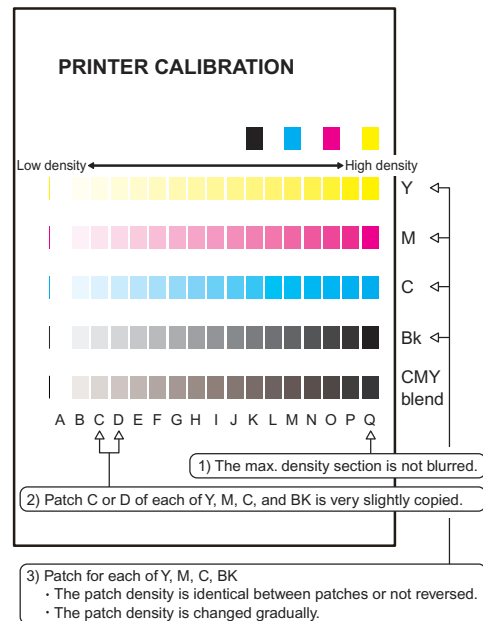 PRINTER CALIBRATION
Low density High density
Y
M
C
Bk
CMY
blend
A B C D E F G H I J K L M N O P Q
1) The max. density section is not blurred.
2) Patch C or D of each of Y, M, C, and BK is very slightly copied.
3) Patch for each of Y, M, C, BK
· The patch density is identical between patches or not reversed.
· The patch density is changed gradually.